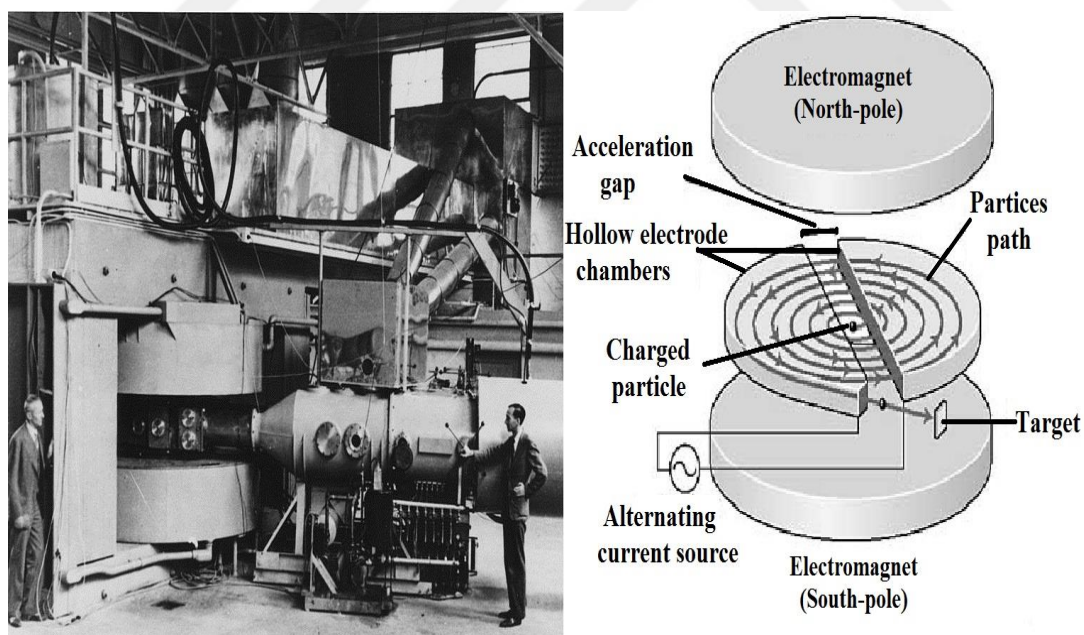 Electromagnet
(North-pole)
Acceleration
gap
Partices
path
Hollow electrode
chambers
Charged
particle
Target
Alternating
current source
Electromagnet
(South-pole)